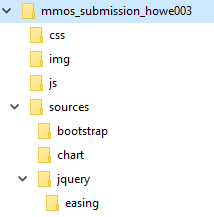 mmos_submission_howe003
css
img
js
sources
bootstrap
chart
jquery
easing